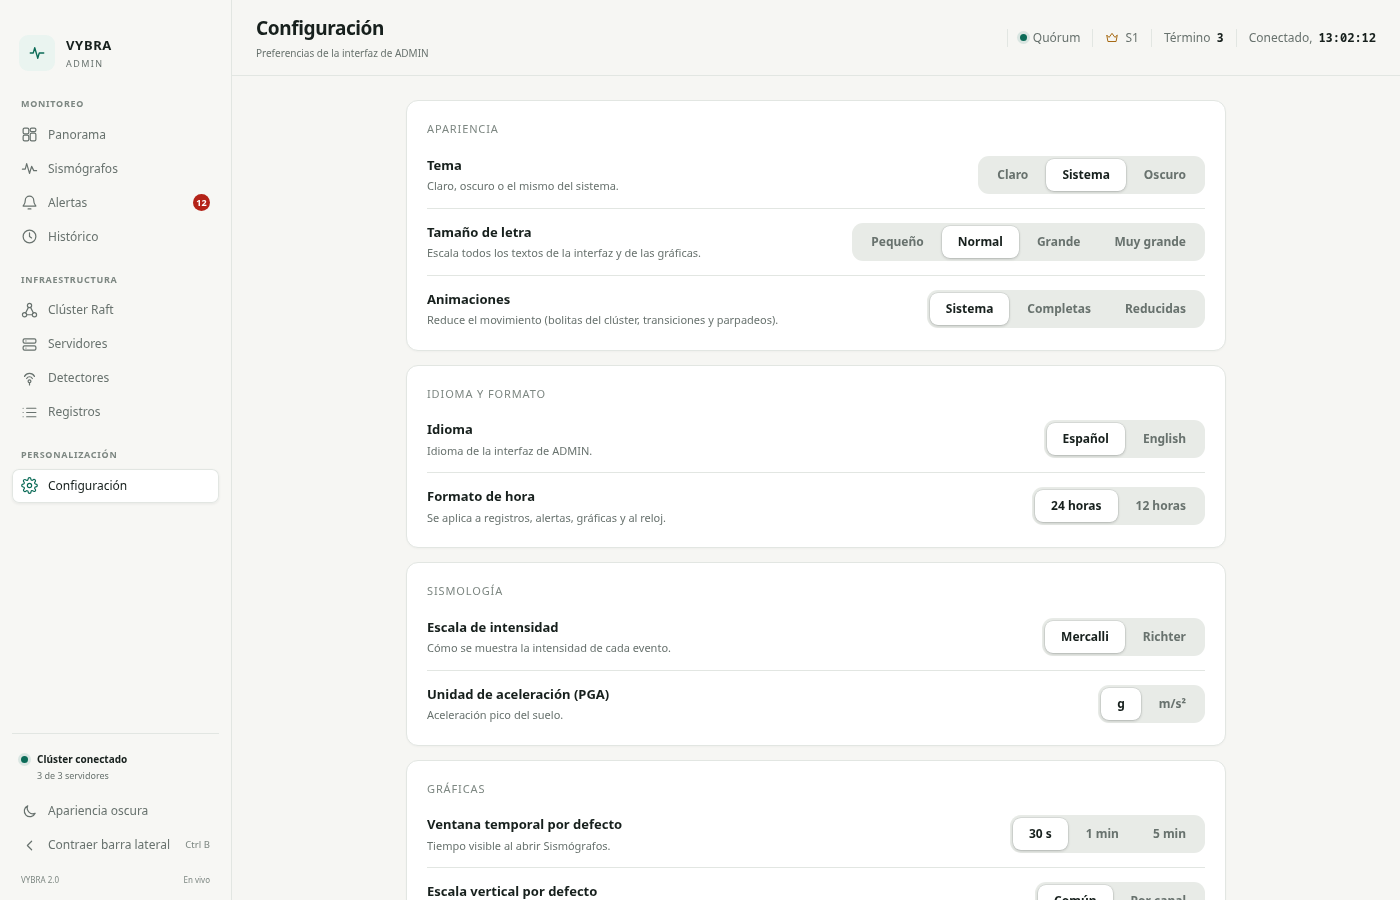 VYBRA
ADMIN
MONITOREO
Panorama
Sismógrafos
Alertas 12
Histórico
INFRAESTRUCTURA
Clúster Raft
Servidores
Detectores
Registros
PERSONALIZACIÓN
Configuración
Clúster conectado
3 de 3 servidores
Apariencia oscura
Contraer barra lateral Ctrl B
VYBRA 2.0 En vivo
Configuración
Preferencias de la interfaz de ADMIN
Quórum S1 Término 3 Conectado, 13:02:12
APARIENCIA
Tema
Claro, oscuro o el mismo del sistema.
Claro Sistema Oscuro
Tamaño de letra
Escala todos los textos de la interfaz y de las gráficas.
Pequeño Normal Grande Muy grande
Animaciones
Reduce el movimiento (bolitas del clúster, transiciones y parpadeos).
Sistema Completas Reducidas
IDIOMA Y FORMATO
Idioma
Idioma de la interfaz de ADMIN.
Español English
Formato de hora
Se aplica a registros, alertas, gráficas y al reloj.
24 horas 12 horas
SISMOLOGÍA
Escala de intensidad
Cómo se muestra la intensidad de cada evento.
Mercalli Richter
Unidad de aceleración (PGA)
Aceleración pico del suelo.
g m/s²
GRÁFICAS
Ventana temporal por defecto
Tiempo visible al abrir Sismógrafos.
30 s 1 min 5 min
Escala vertical por defecto
Común Por canal